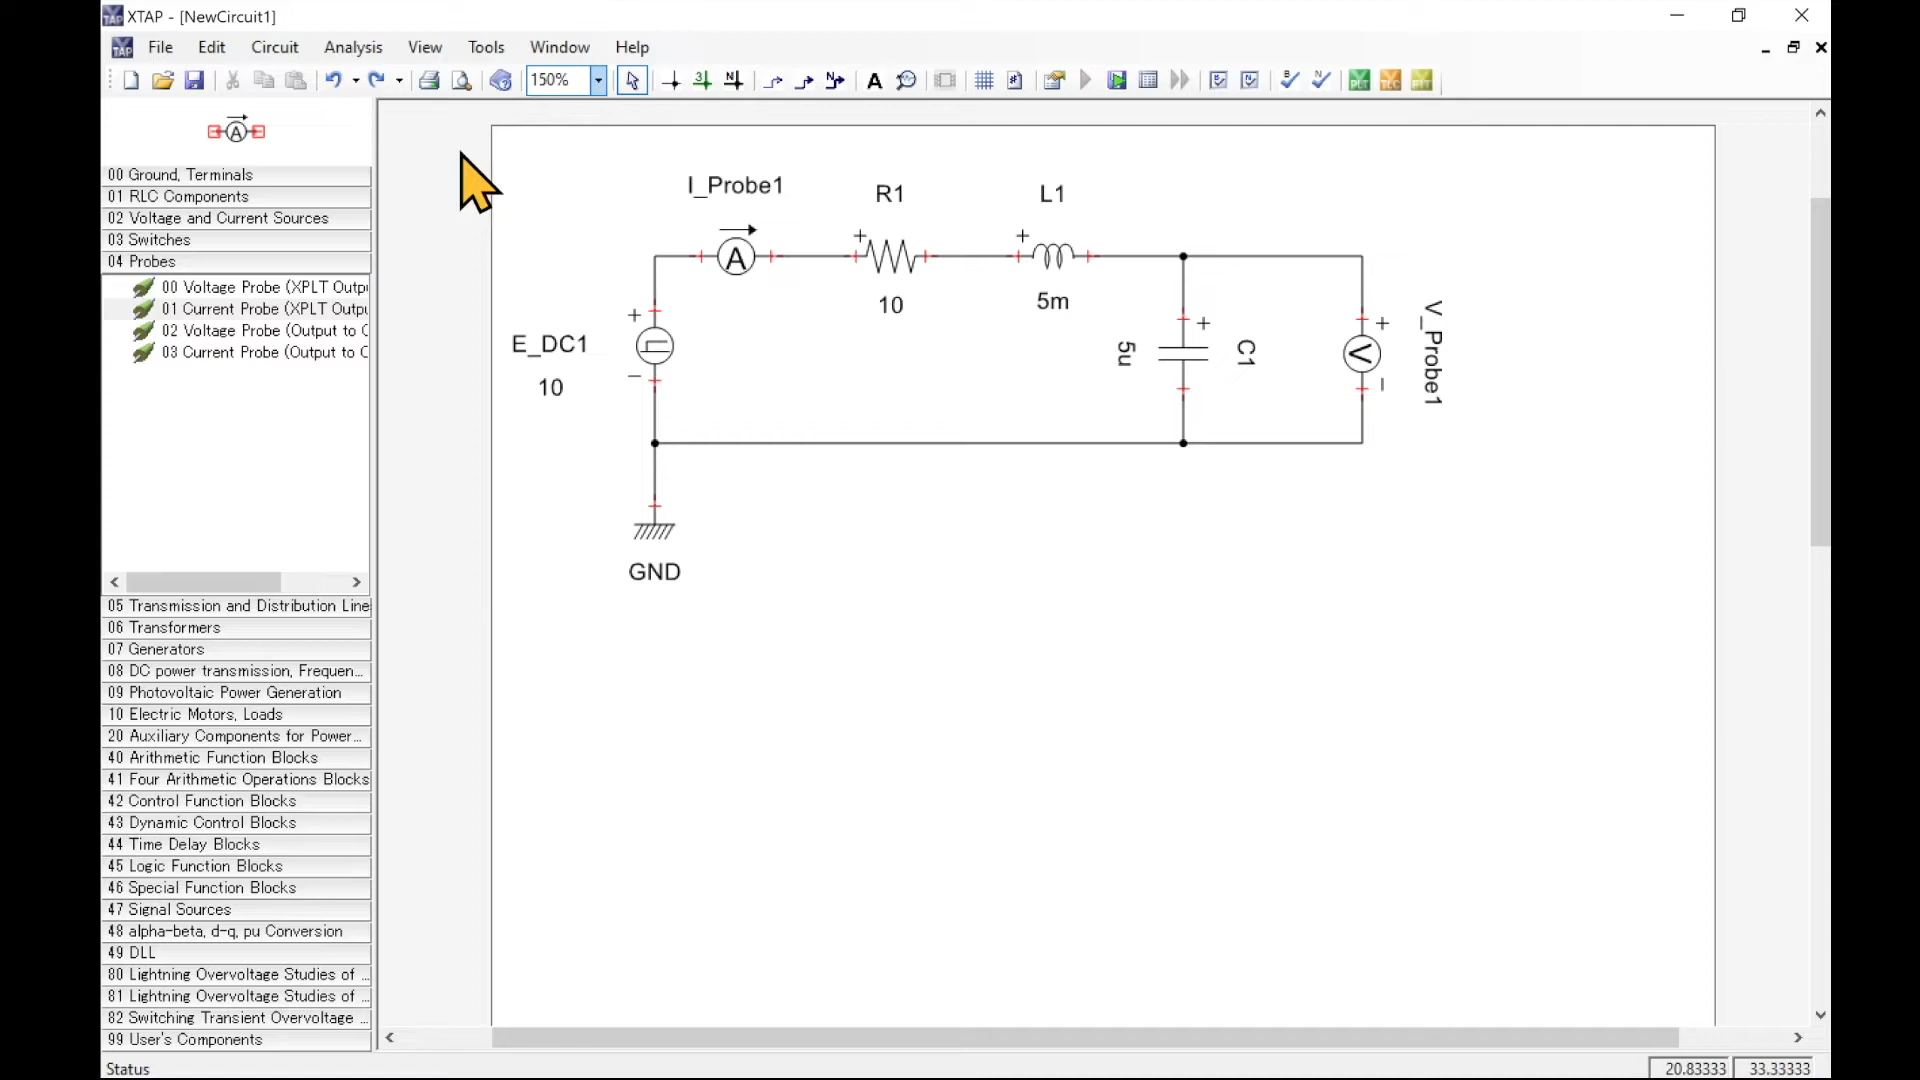 XTAP - [NewCircuit1]
File Edit Circuit Analysis View Tools Window Help
150%
00 Ground, Terminals
01 RLC Components
02 Voltage and Current Sources
03 Switches
04 Probes
00 Voltage Probe (XPLT Outpu
01 Current Probe (XPLT Outpu
02 Voltage Probe (Output to C
03 Current Probe (Output to C
05 Transmission and Distribution Line
06 Transformers
07 Generators
08 DC power transmission, Frequen...
09 Photovoltaic Power Generation
10 Electric Motors, Loads
20 Auxiliary Components for Power...
40 Arithmetic Function Blocks
41 Four Arithmetic Operations Blocks
42 Control Function Blocks
43 Dynamic Control Blocks
44 Time Delay Blocks
45 Logic Function Blocks
46 Special Function Blocks
47 Signal Sources
48 alpha-beta, d-q, pu Conversion
49 DLL
80 Lightning Overvoltage Studies of ...
81 Lightning Overvoltage Studies of ...
82 Switching Transient Overvoltage ...
99 User's Components
I_Probe1
A
R1
10
L1
5m
E_DC1
10
5u
C1
V
V_Probe1
GND
Status
20.83333
33.33333